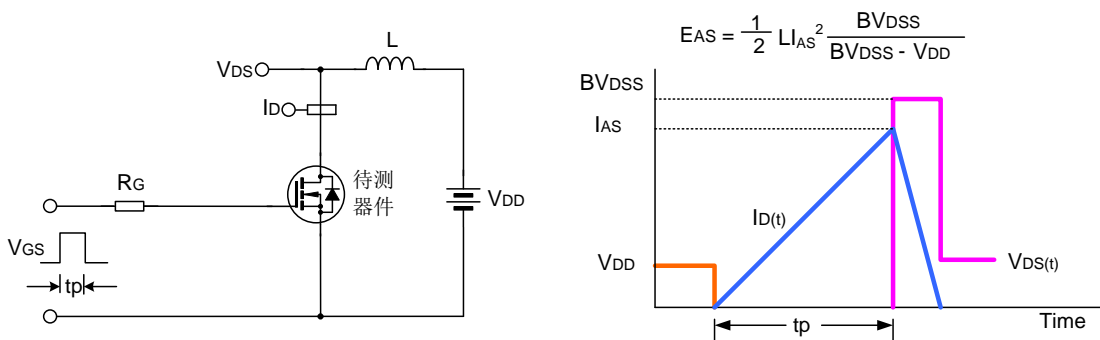 L
VDS
ID
RG
待测
器件
VDD
VGS
tp
EAS = 1/2 LIAS² BVDSS / BVDSS - VDD
BVDSS
IAS
ID(t)
VDD
VDS(t)
tp
Time